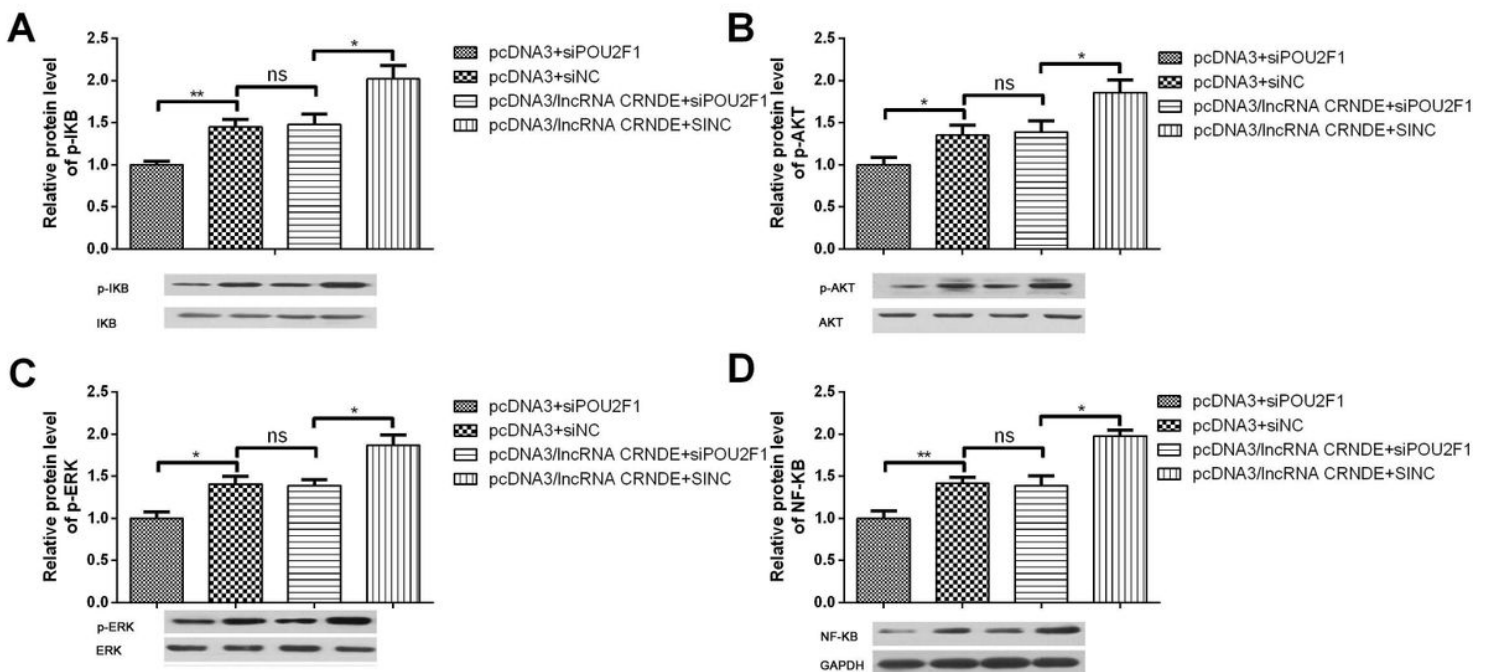 A
2.5
2.0
1.5
1.0
0.5
0.0
Relative protein level
of p-IKB
**
ns
*
pcDNA3+siPOU2F1
pcDNA3+siNC
pcDNA3/lncRNA CRNDE+siPOU2F1
pcDNA3/lncRNA CRNDE+SINC
p-IKB
IKB
B
2.5
2.0
1.5
1.0
0.5
0.0
Relative protein level
of p-AKT
*
ns
*
pcDNA3+siPOU2F1
pcDNA3+siNC
pcDNA3/lncRNA CRNDE+siPOU2F1
pcDNA3/lncRNA CRNDE+SINC
p-AKT
AKT
C
2.5
2.0
1.5
1.0
0.5
0.0
Relative protein level
of p-ERK
*
ns
*
pcDNA3+siPOU2F1
pcDNA3+siNC
pcDNA3/lncRNA CRNDE+siPOU2F1
pcDNA3/lncRNA CRNDE+SINC
p-ERK
ERK
D
2.5
2.0
1.5
1.0
0.5
0.0
Relative protein level
of NF-KB
**
ns
*
pcDNA3+siPOU2F1
pcDNA3+siNC
pcDNA3/lncRNA CRNDE+siPOU2F1
pcDNA3/lncRNA CRNDE+SINC
NF-KB
GAPDH